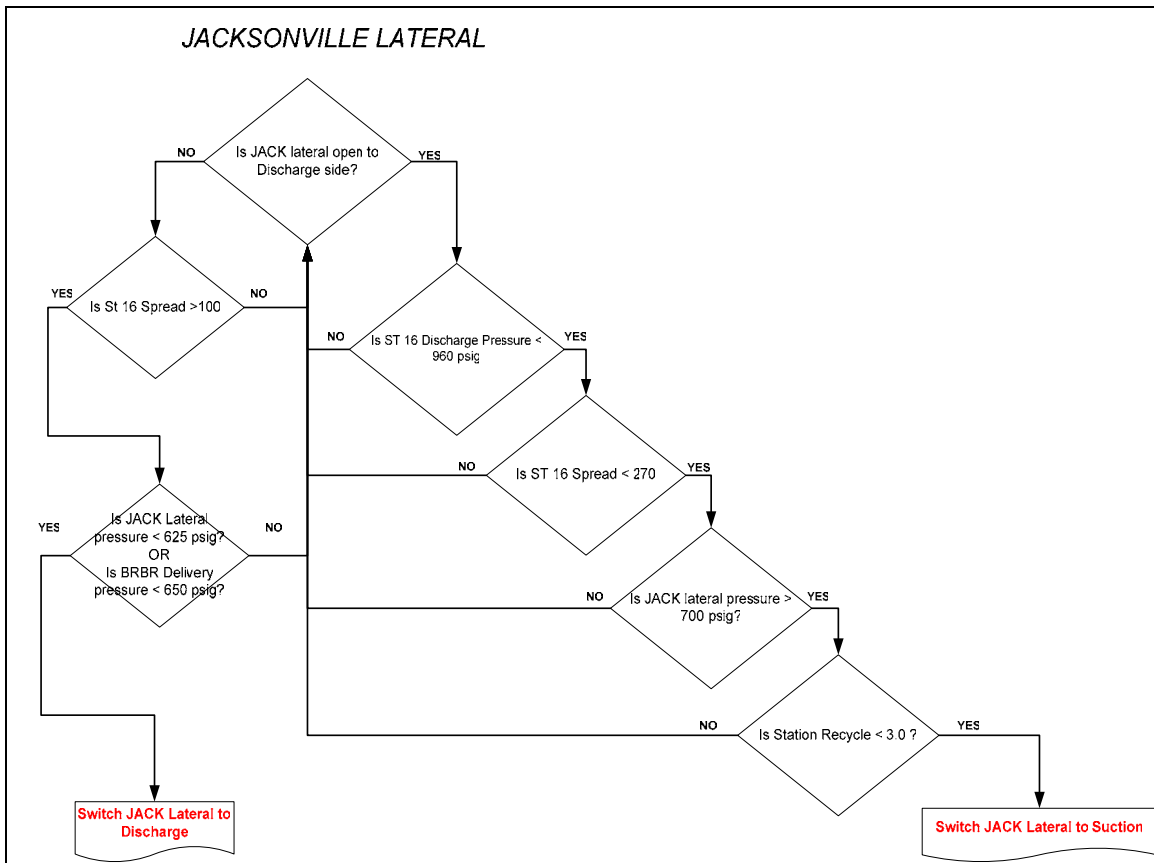 JACKSONVILLE LATERAL
NO
Is JACK lateral open to
Discharge side?
YES
YES
Is St 16 Spread >100
NO
NO
Is ST 16 Discharge Pressure <
960 psig
YES
NO
Is ST 16 Spread < 270
YES
YES
Is JACK Lateral
pressure < 625 psig?
OR
Is BRBR Delivery
pressure < 650 psig?
NO
NO
Is JACK lateral pressure >
700 psig?
YES
NO
Is Station Recycle < 3.0 ?
YES
Switch JACK Lateral to
Discharge
Switch JACK Lateral to Suction